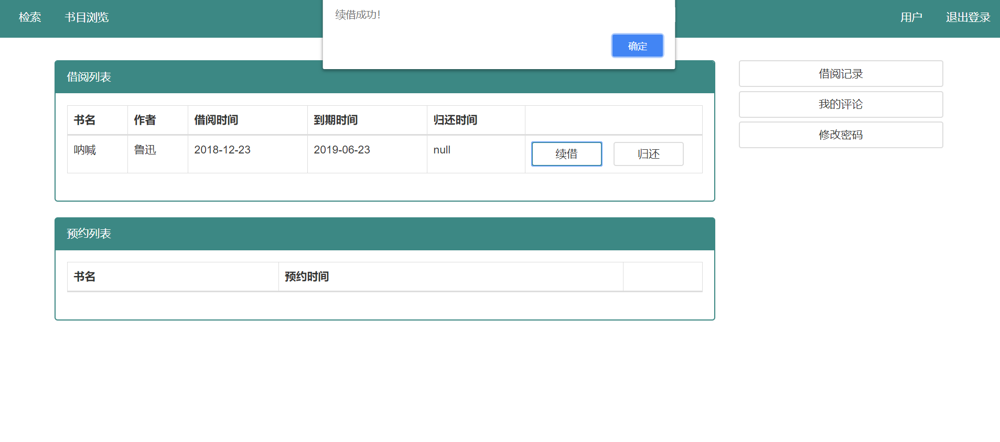 检索 书目浏览 用户 退出登录
续借成功!
确定
借阅列表
书名 作者 借阅时间 到期时间 归还时间
呐喊 鲁迅 2018-12-23 2019-06-23 null 续借 归还
预约列表
书名 预约时间
借阅记录
我的评论
修改密码